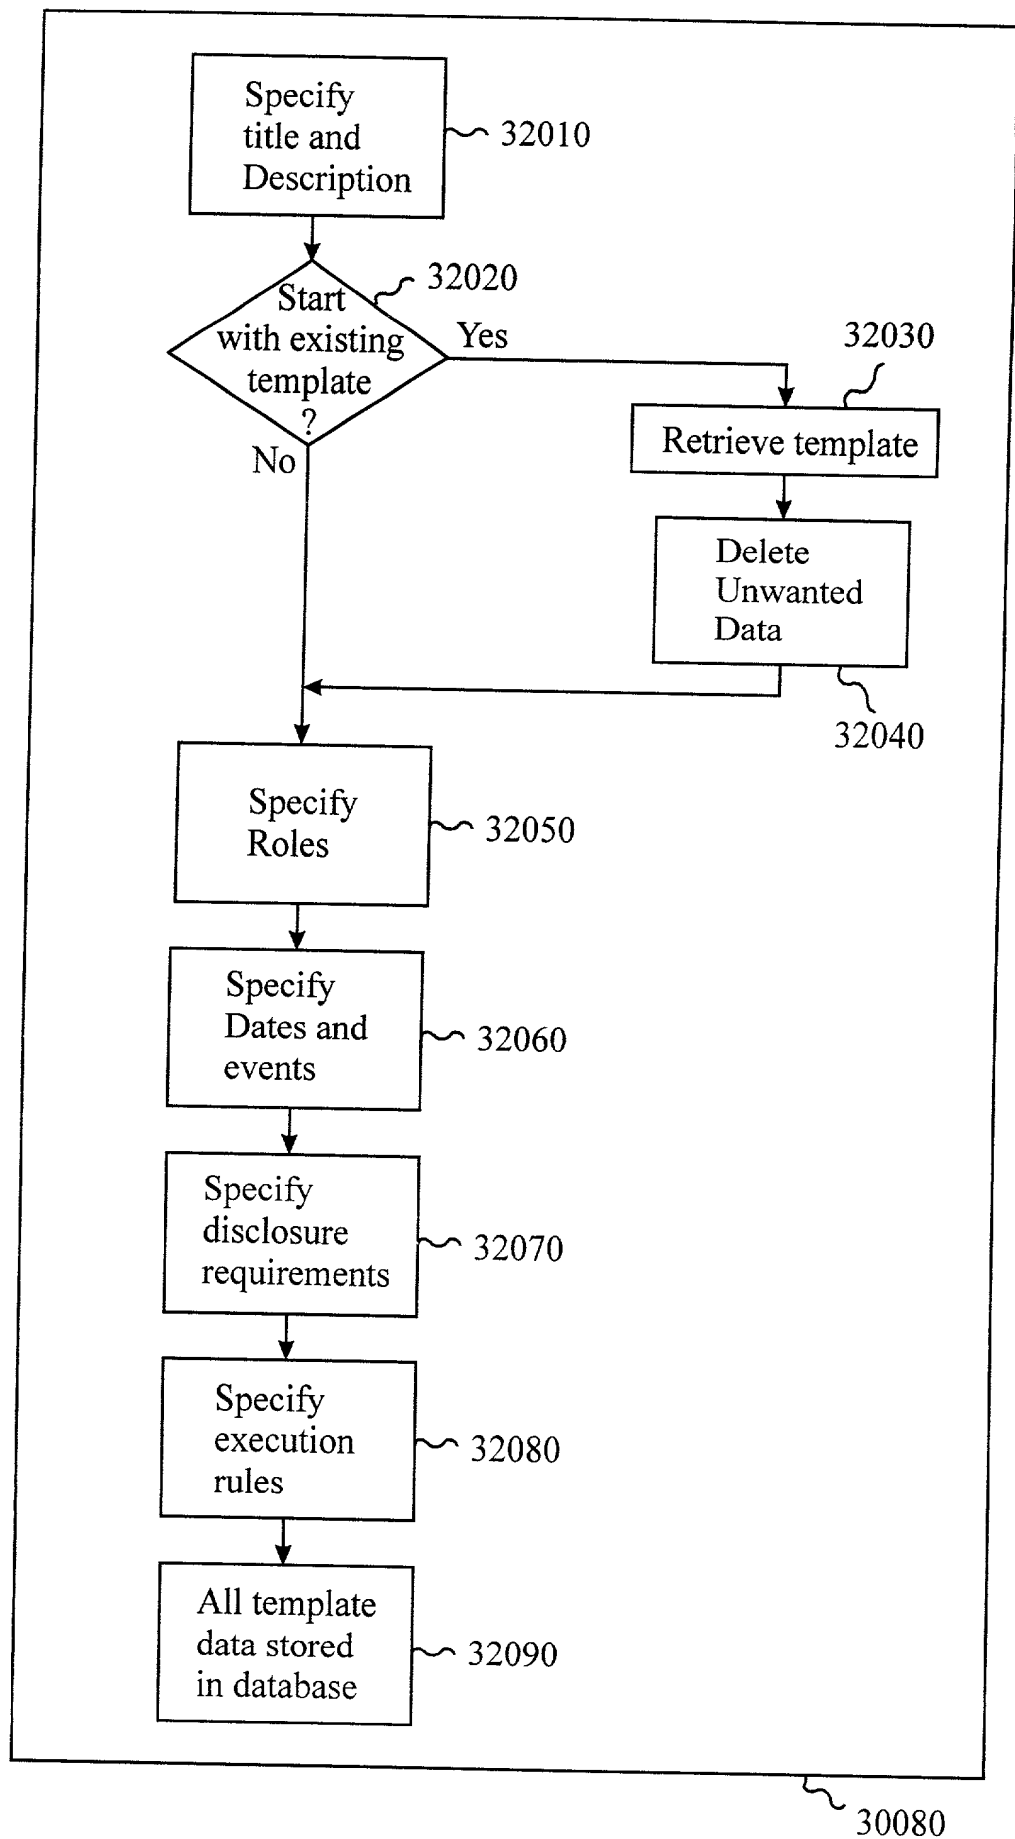 Specify
title and
Description
32010
32020
Start
with existing
template
?
Yes
No
32030
Retrieve template
Delete
Unwanted
Data
32040
Specify
Roles
32050
Specify
Dates and
events
32060
Specify
disclosure
requirements
32070
Specify
execution
rules
32080
All template
data stored
in database
32090
30080